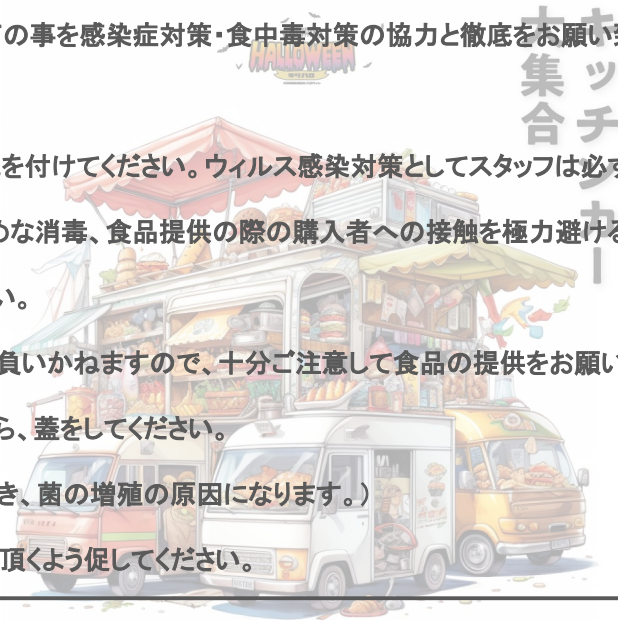 の事を感染症対策・食中毒対策の協力と徹底をお願い
HALLOWEEN
キッチンカー
大集合
を付けてください。ウィルス感染対策としてスタッフは必ず
めな消毒、食品提供の際の購入者への接触を極力避ける
い。
負いかねますので、十分ご注意して食品の提供をお願い
ら、蓋をしてください。
き、菌の増殖の原因になります。)
頂くよう促してください。